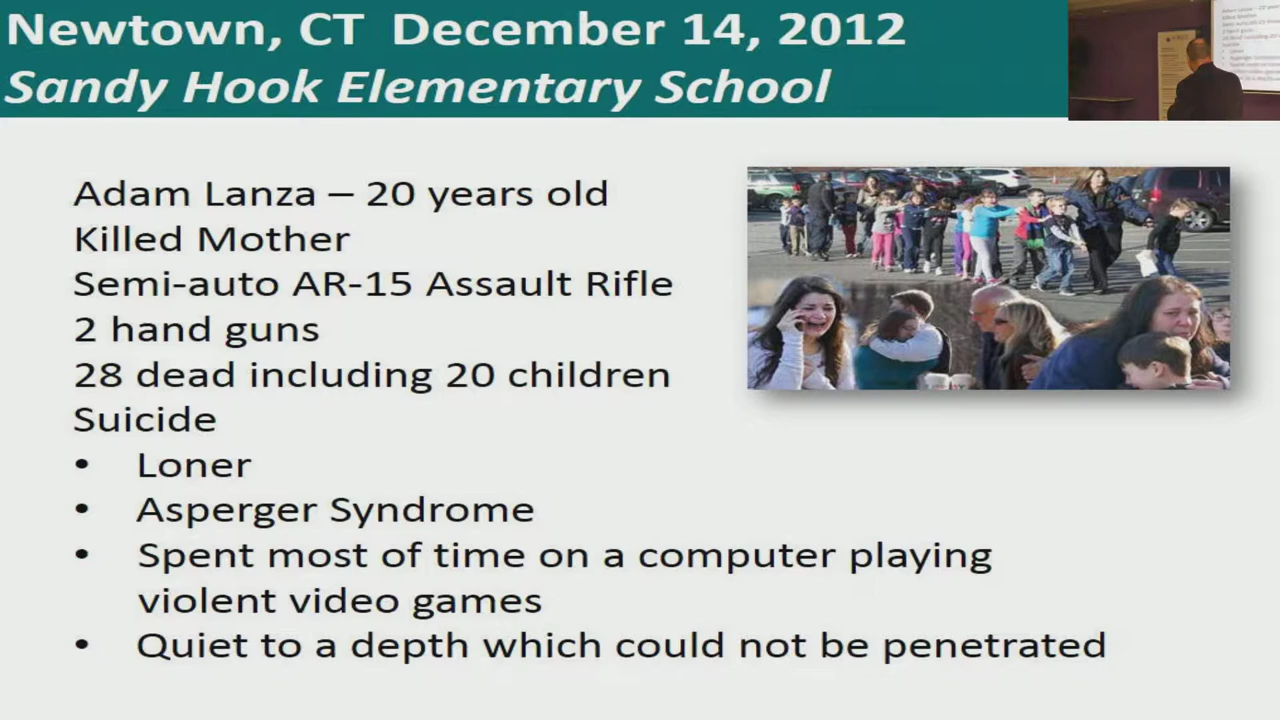 Newtown, CT December 14, 2012
Sandy Hook Elementary School
Adam Lanza – 20 years old
Killed Mother
Semi-auto AR-15 Assault Rifle
2 hand guns
28 dead including 20 children
Suicide
• Loner
• Asperger Syndrome
• Spent most of time on a computer playing
violent video games
• Quiet to a depth which could not be penetrated